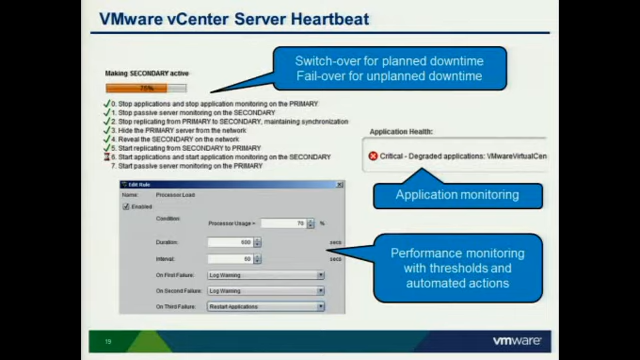 VMware vCenter Server Heartbeat
Switch-over for planned downtime
Fail-over for unplanned downtime
Making SECONDARY active
75%
0. Stop applications and stop application monitoring on the PRIMARY
1. Stop passive server monitoring on the SECONDARY
2. Stop replicating from PRIMARY to SECONDARY, maintaining synchronization
3. Hide the PRIMARY server from the network
4. Reveal the SECONDARY on the network
5. Start replicating from SECONDARY to PRIMARY
6. Start applications and start application monitoring on the SECONDARY
7. Start passive server monitoring on the PRIMARY
Application Health:
Critical - Degraded applications: VMwareVirtualCen
Application monitoring
Edit Rule
Name: Processor Load
Enabled
Condition: Processor Usage > 70 %
Duration: 600 secs
Interval: 60 secs
On First Failure: Log Warning
On Second Failure: Log Warning
On Third Failure: Restart Applications
Performance monitoring
with thresholds and
automated actions
19
vmware